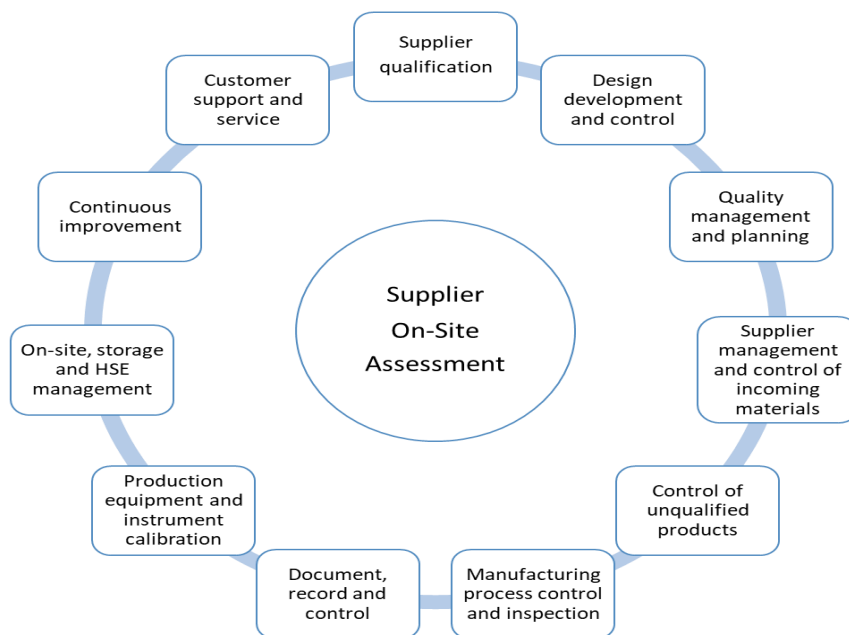 Supplier
qualification
Design
development
and control
Quality
management
and planning
Supplier
management
and control of
incoming
materials
Control of
unqualified
products
Manufacturing
process control
and inspection
Document,
record and
control
Production
equipment and
instrument
calibration
On-site, storage
and HSE
management
Continuous
improvement
Customer
support and
service
Supplier
On-Site
Assessment